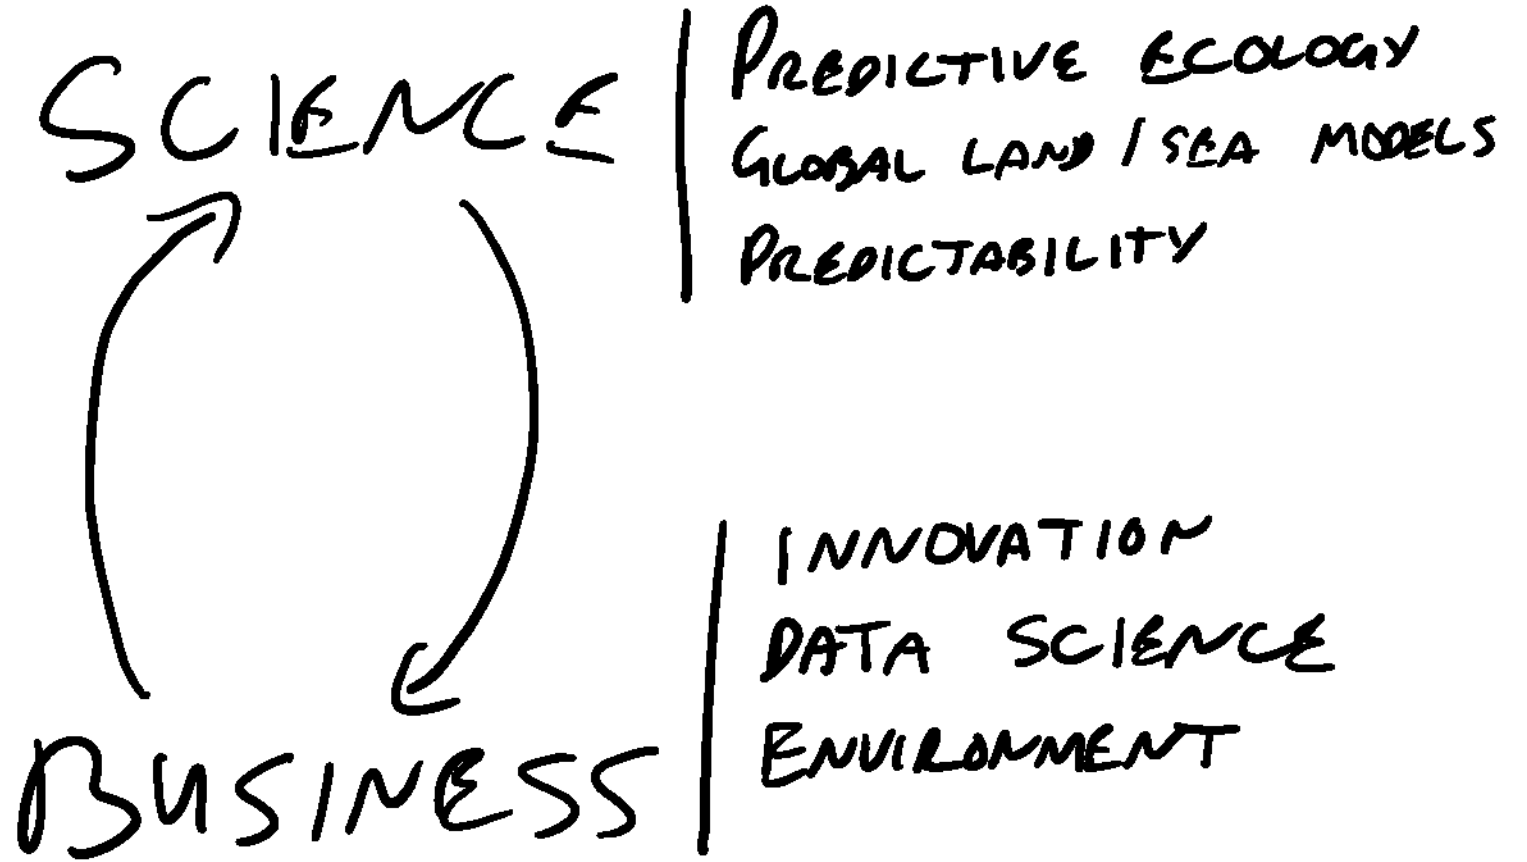 SCIENCE
PREDICTIVE ECOLOGY
GLOBAL LAND / SEA MODELS
PREDICTABILITY
BUSINESS
INNOVATION
DATA SCIENCE
ENVIRONMENT